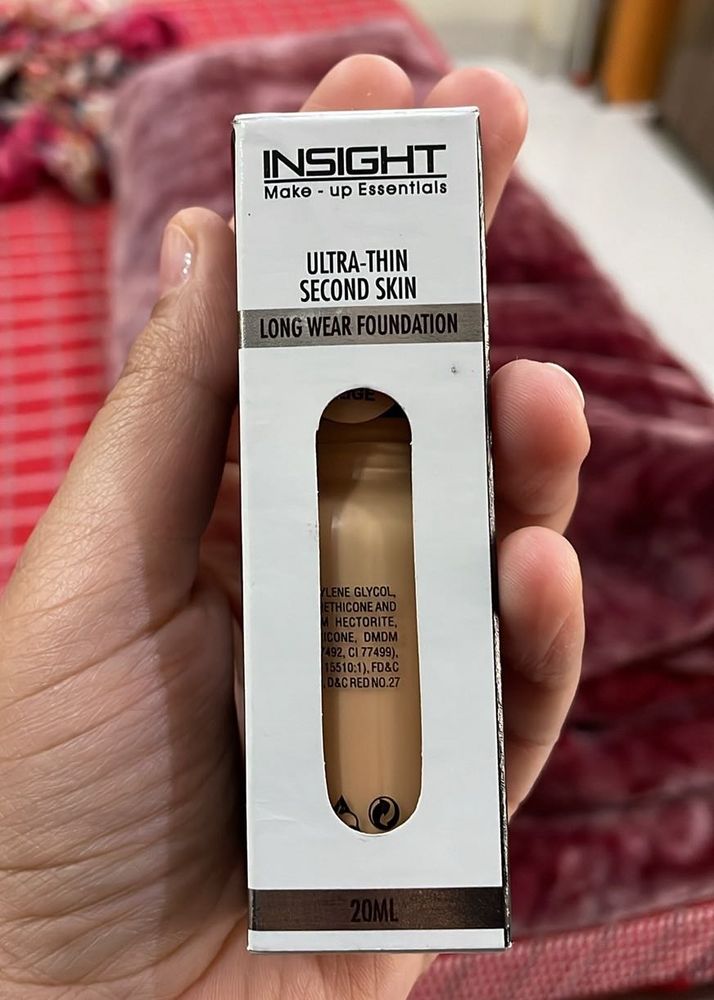 INSIGHT
Make - up Essentials
ULTRA-THIN
SECOND SKIN
LONG WEAR FOUNDATION
YLENE GLYCOL,
ETHICONE AND
M HECTORITE,
ICONE, DMDM
492, CI 77499),
15510:1), FD&C
, D&C RED NO.27
20ML